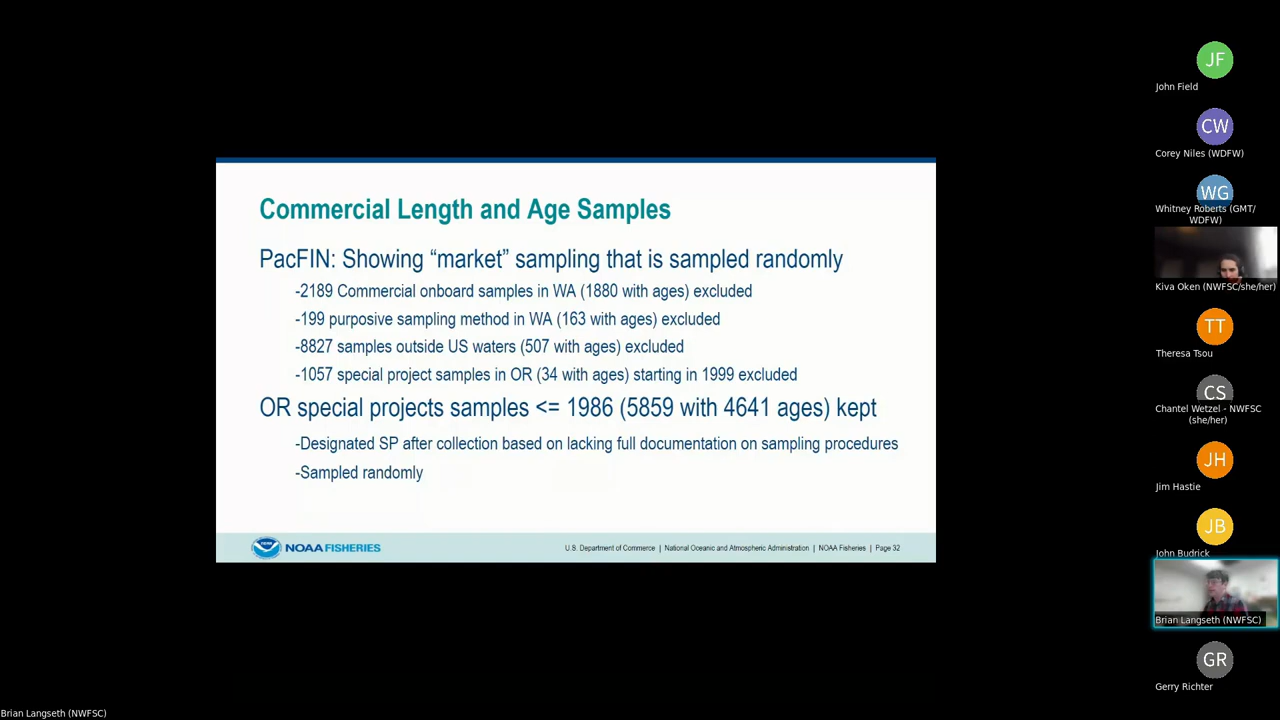 Commercial Length and Age Samples
PacFIN: Showing “market” sampling that is sampled randomly
-2189 Commercial onboard samples in WA (1880 with ages) excluded
-199 purposive sampling method in WA (163 with ages) excluded
-8827 samples outside US waters (507 with ages) excluded
-1057 special project samples in OR (34 with ages) starting in 1999 excluded
OR special projects samples <= 1986 (5859 with 4641 ages) kept
-Designated SP after collection based on lacking full documentation on sampling procedures
-Sampled randomly
NOAA FISHERIES
U.S. Department of Commerce | National Oceanic and Atmospheric Administration | NOAA Fisheries | Page 32
JF
John Field
CW
Corey Niles (WDFW)
WG
Whitney Roberts (GMT/
WDFW)
Kiva Oken (NWFSC/she/her)
TT
Theresa Tsou
CS
Chantel Wetzel - NWFSC
(she/her)
JH
Jim Hastie
JB
John Budrick
Brian Langseth (NWFSC)
GR
Gerry Richter
Brian Langseth (NWFSC)